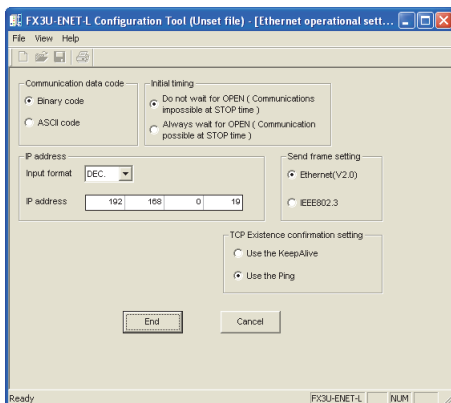 FX3U-ENET-L Configuration Tool (Unset file) - [Ethernet operational sett...
File View Help
Communication data code
Binary code
ASCII code
Initial timing
Do not wait for OPEN ( Communications
impossible at STOP time )
Always wait for OPEN ( Communication
possible at STOP time )
IP address
Input format DEC.
IP address 192 168 0 19
Send frame setting
Ethernet(V2.0)
IEEE802.3
TCP Existence confirmation setting
Use the KeepAlive
Use the Ping
End Cancel
Ready FX3U-ENET-L NUM